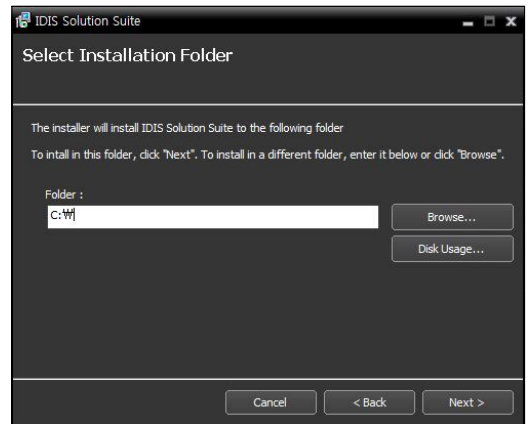 IDIS Solution Suite
Select Installation Folder
The installer will install IDIS Solution Suite to the following folder
To intall in this folder, click "Next". To install in a different folder, enter it below or click "Browse".
Folder :
C:₩
Browse...
Disk Usage...
Cancel
< Back
Next >